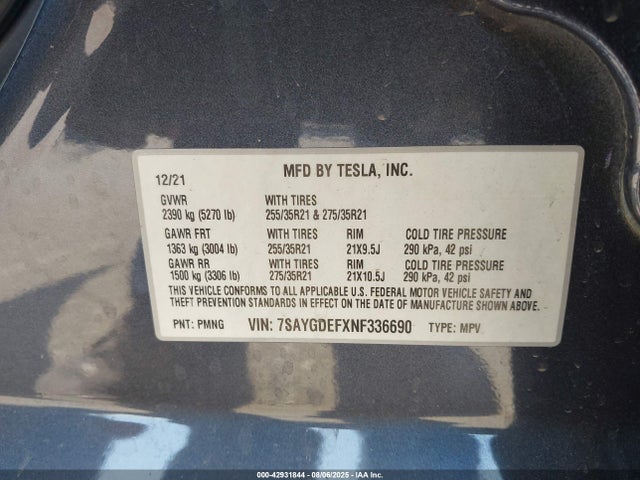 MFD BY TESLA, INC.
12/21
GVWR WITH TIRES
2390 kg (5270 lb) 255/35R21 & 275/35R21
GAWR FRT WITH TIRES RIM COLD TIRE PRESSURE
1363 kg (3004 lb) 255/35R21 21X9.5J 290 kPa, 42 psi
GAWR RR WITH TIRES RIM COLD TIRE PRESSURE
1500 kg (3306 lb) 275/35R21 21X10.5J 290 kPa, 42 psi
THIS VEHICLE CONFORMS TO ALL APPLICABLE U.S. FEDERAL MOTOR VEHICLE SAFETY AND
THEFT PREVENTION STANDARDS IN EFFECT ON THE DATE OF MANUFACTURE SHOWN ABOVE.
PNT: PMNG VIN: 7SAYGDEFXNF336690 TYPE: MPV
000-42931844 - 08/06/2025 - IAA Inc.